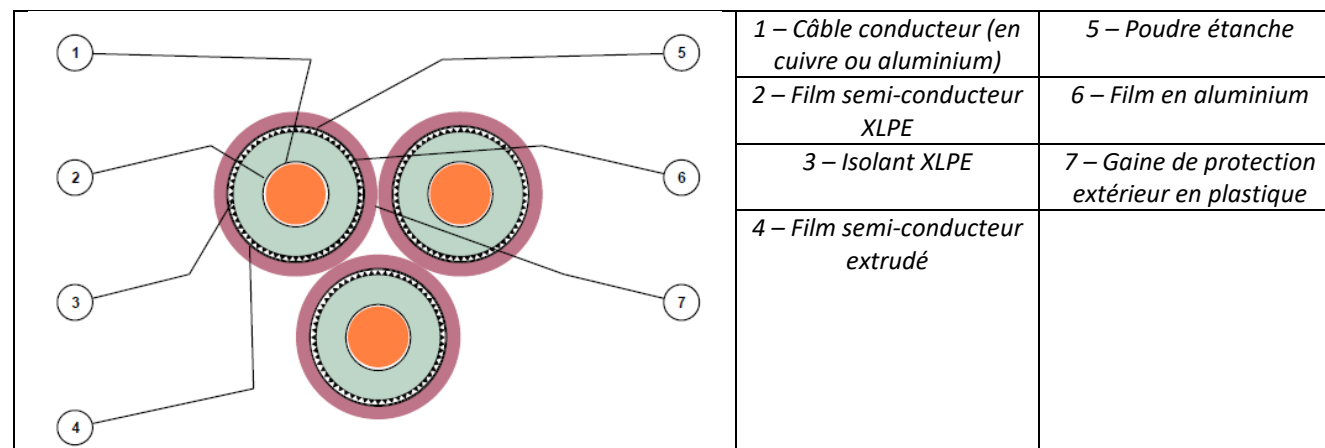 1
2
3
4
5
6
7
1 – Câble conducteur (en
cuivre ou aluminium)
5 – Poudre étanche
2 – Film semi-conducteur
XLPE
6 – Film en aluminium
3 – Isolant XLPE
7 – Gaine de protection
extérieur en plastique
4 – Film semi-conducteur
extrudé